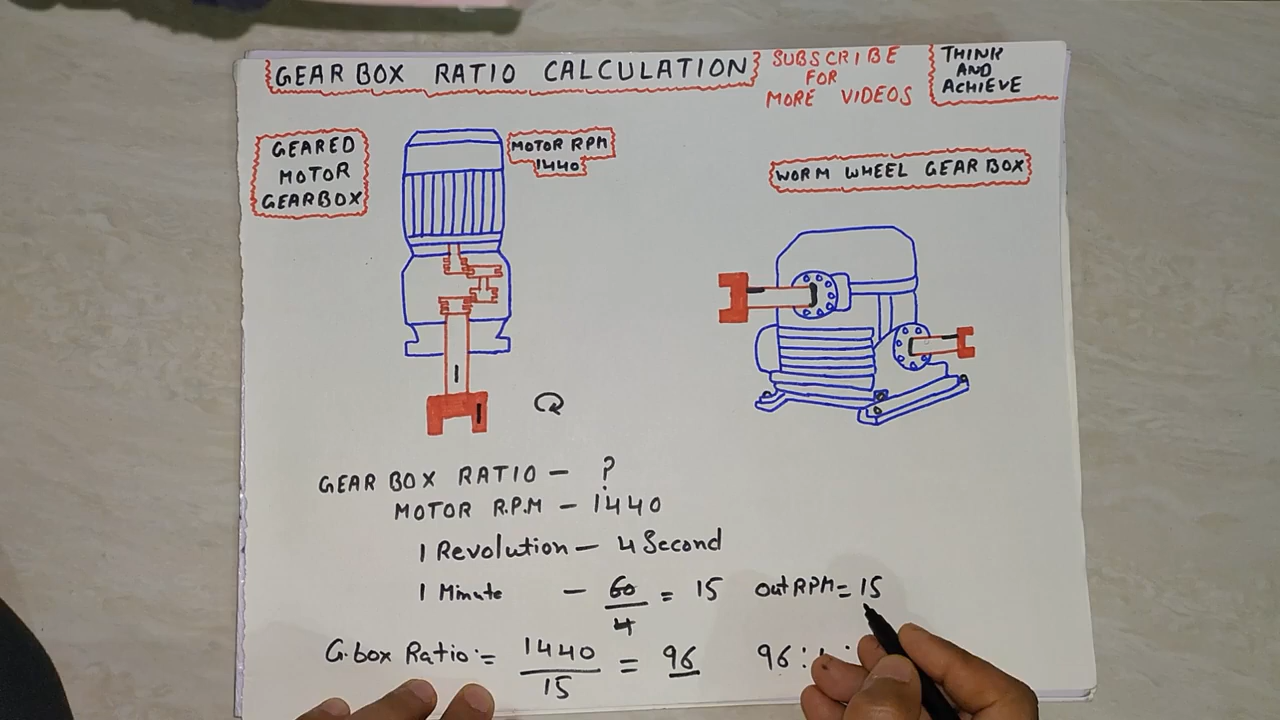 GEAR BOX RATIO CALCULATION
SUBSCRIBE
FOR
MORE VIDEOS
THINK
AND
ACHIEVE
GEARED
MOTOR
GEARBOX
MOTOR RPM
1440
WORM WHEEL GEAR BOX
GEAR BOX RATIO - ?
MOTOR R.P.M - 1440
1 Revolution - 4 Second
1 Minute - 60/4 = 15 out RPM = 15
G.box Ratio = 1440/15 = 96 96: